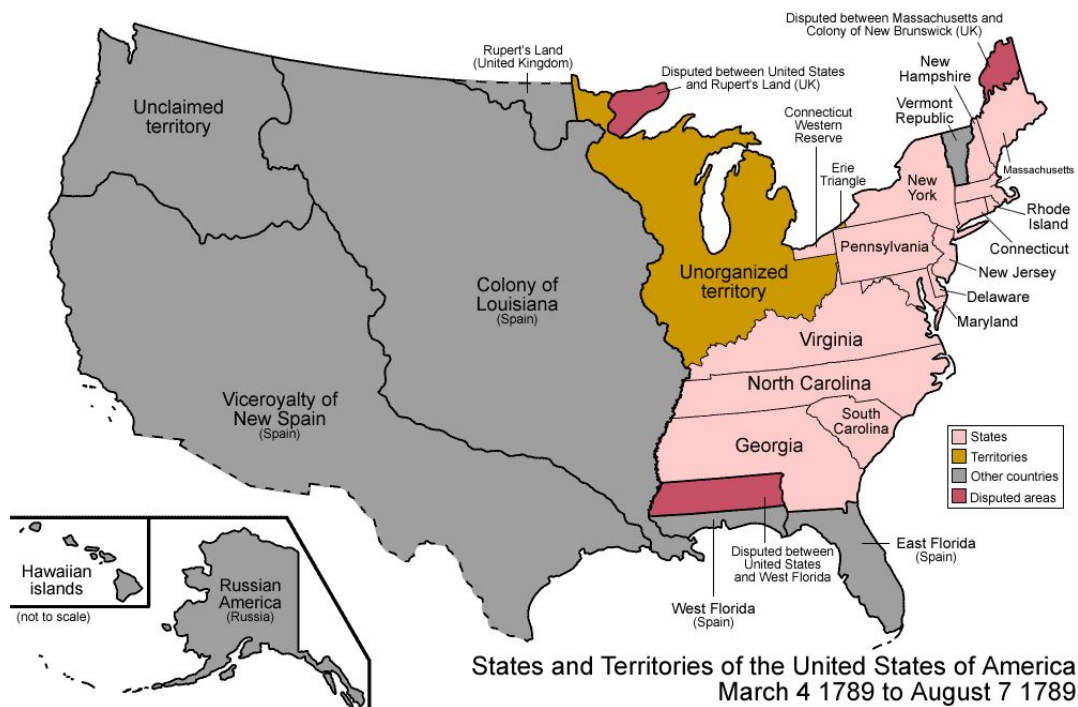 Disputed between Massachusetts and
Colony of New Brunswick (UK)
Rupert's Land
(United Kingdom)
Disputed between United States
and Rupert's Land (UK)
New
Hampshire
Vermont
Republic
Unclaimed
territory
Connecticut
Western
Reserve
Erie
Triangle
Massachusetts
New
York
Rhode
Island
Pennsylvania
Connecticut
Unorganized
territory
New Jersey
Colony of
Louisiana
(Spain)
Delaware
Maryland
Virginia
Viceroyalty of
New Spain
(Spain)
North Carolina
South
Carolina
Georgia
States
Territories
Other countries
Disputed areas
East Florida
(Spain)
Disputed between
United States
and West Florida
West Florida
(Spain)
Hawaiian
islands
(not to scale)
Russian
America
(Russia)
States and Territories of the United States of America
March 4 1789 to August 7 1789